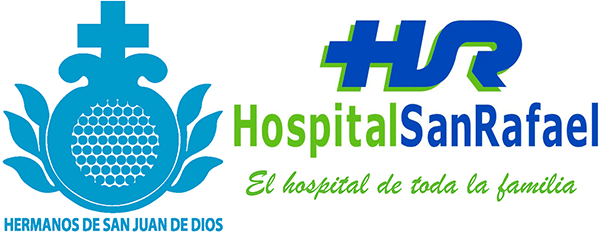 HERMANOS DE SAN JUAN DE DIOS
HSR
HospitalSanRafael
El hospital de toda la familia